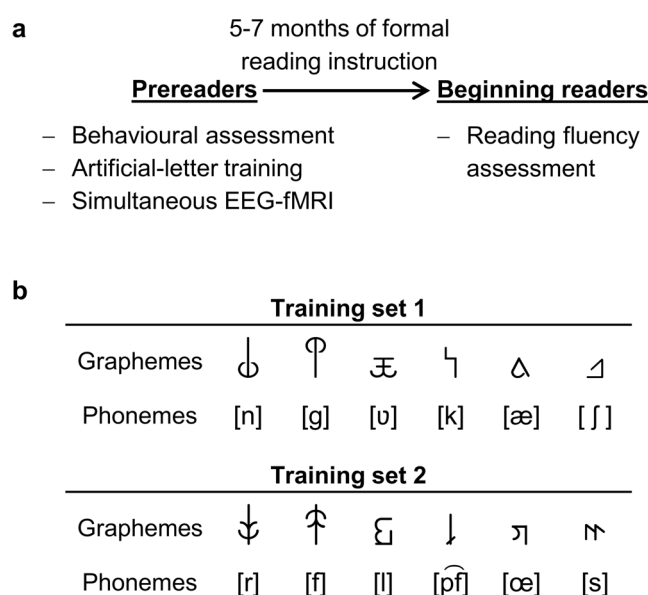 a
5-7 months of formal
reading instruction
Prereaders
Beginning readers
– Behavioural assessment
– Artificial-letter training
– Simultaneous EEG-fMRI
– Reading fluency
assessment
b
Training set 1
Graphemes
Phonemes [n] [g] [ʋ] [k] [æ] [ʃ]
Training set 2
Graphemes
Phonemes [r] [f] [l] [p͡f] [œ] [s]